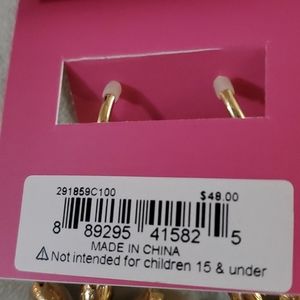 291859C100 $48.00
8 89295 41582 5
MADE IN CHINA
⚠ Not intended for children 15 & under